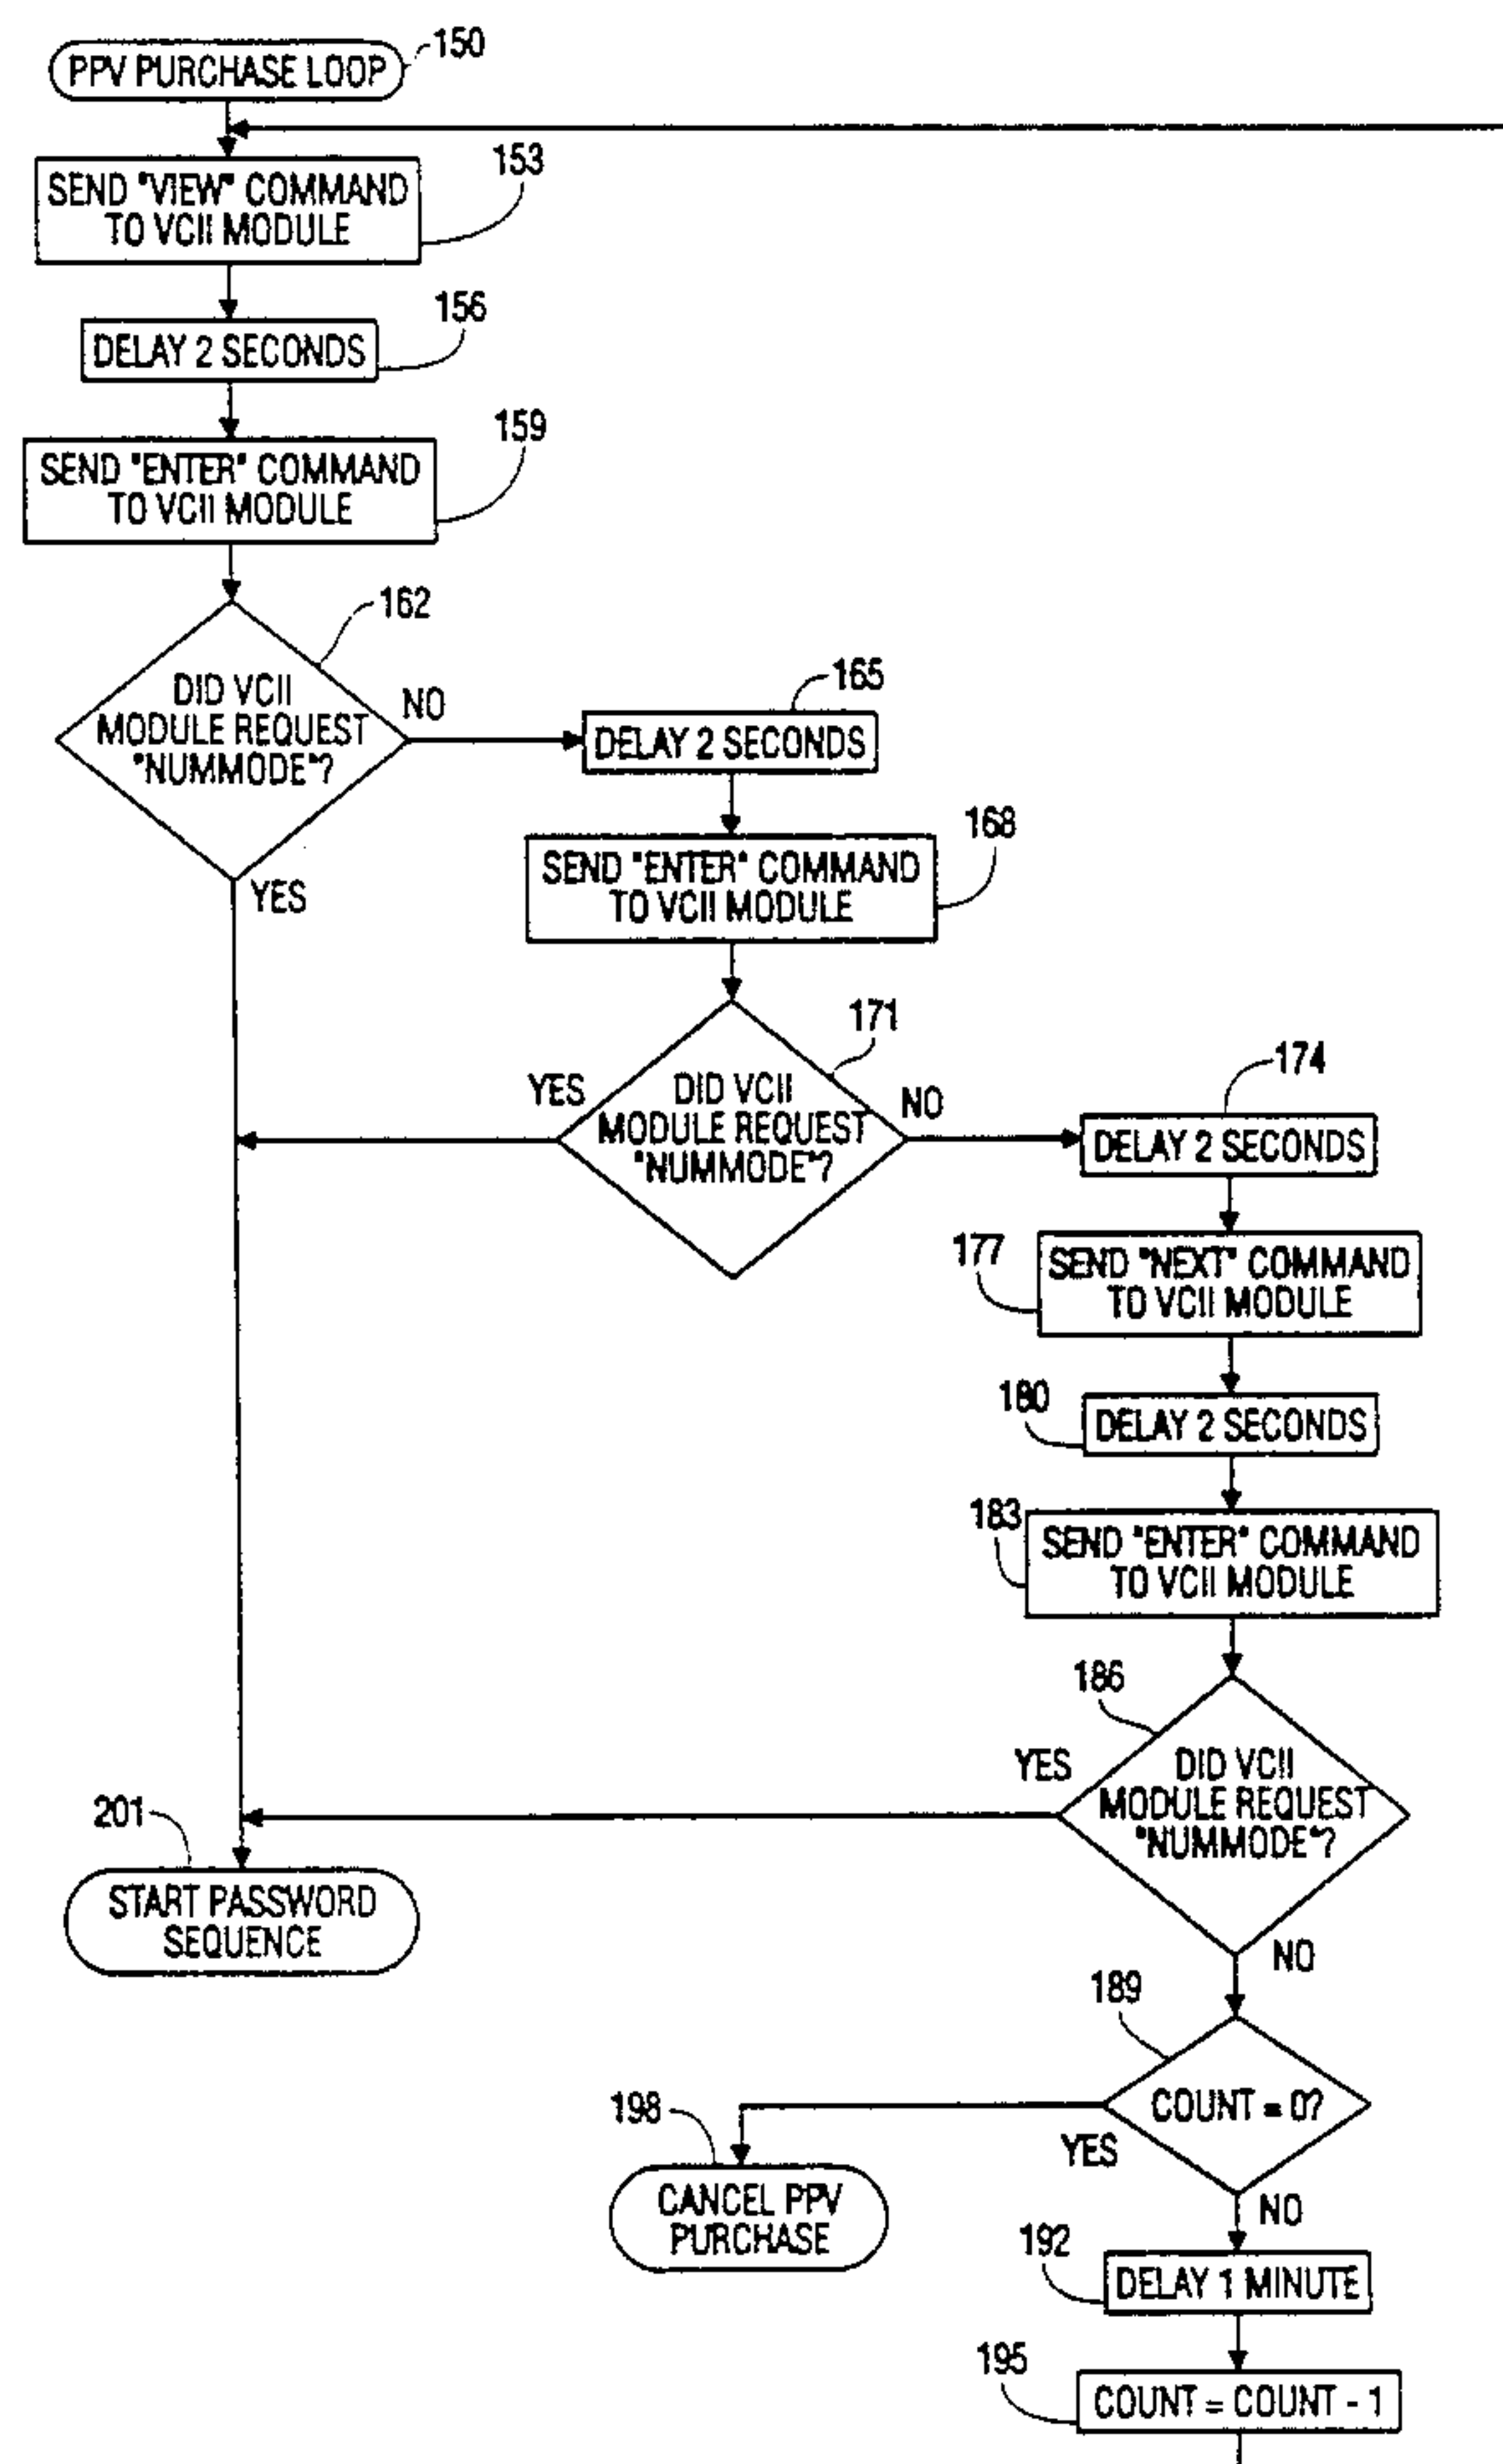 PPV PURCHASE LOOP
150
SEND "VIEW" COMMAND
TO VCII MODULE
153
DELAY 2 SECONDS
156
SEND "ENTER" COMMAND
TO VCII MODULE
159
162
DID VCII
MODULE REQUEST
"NUMMODE"?
NO
YES
165
DELAY 2 SECONDS
168
SEND "ENTER" COMMAND
TO VCII MODULE
171
DID VCII
MODULE REQUEST
"NUMMODE"?
YES
NO
174
DELAY 2 SECONDS
177
SEND "NEXT" COMMAND
TO VCII MODULE
180
DELAY 2 SECONDS
183
SEND "ENTER" COMMAND
TO VCII MODULE
186
DID VCII
MODULE REQUEST
"NUMMODE"?
YES
NO
201
START PASSWORD
SEQUENCE
189
COUNT = 0?
YES
NO
198
CANCEL PPV
PURCHASE
192
DELAY 1 MINUTE
195
COUNT = COUNT - 1